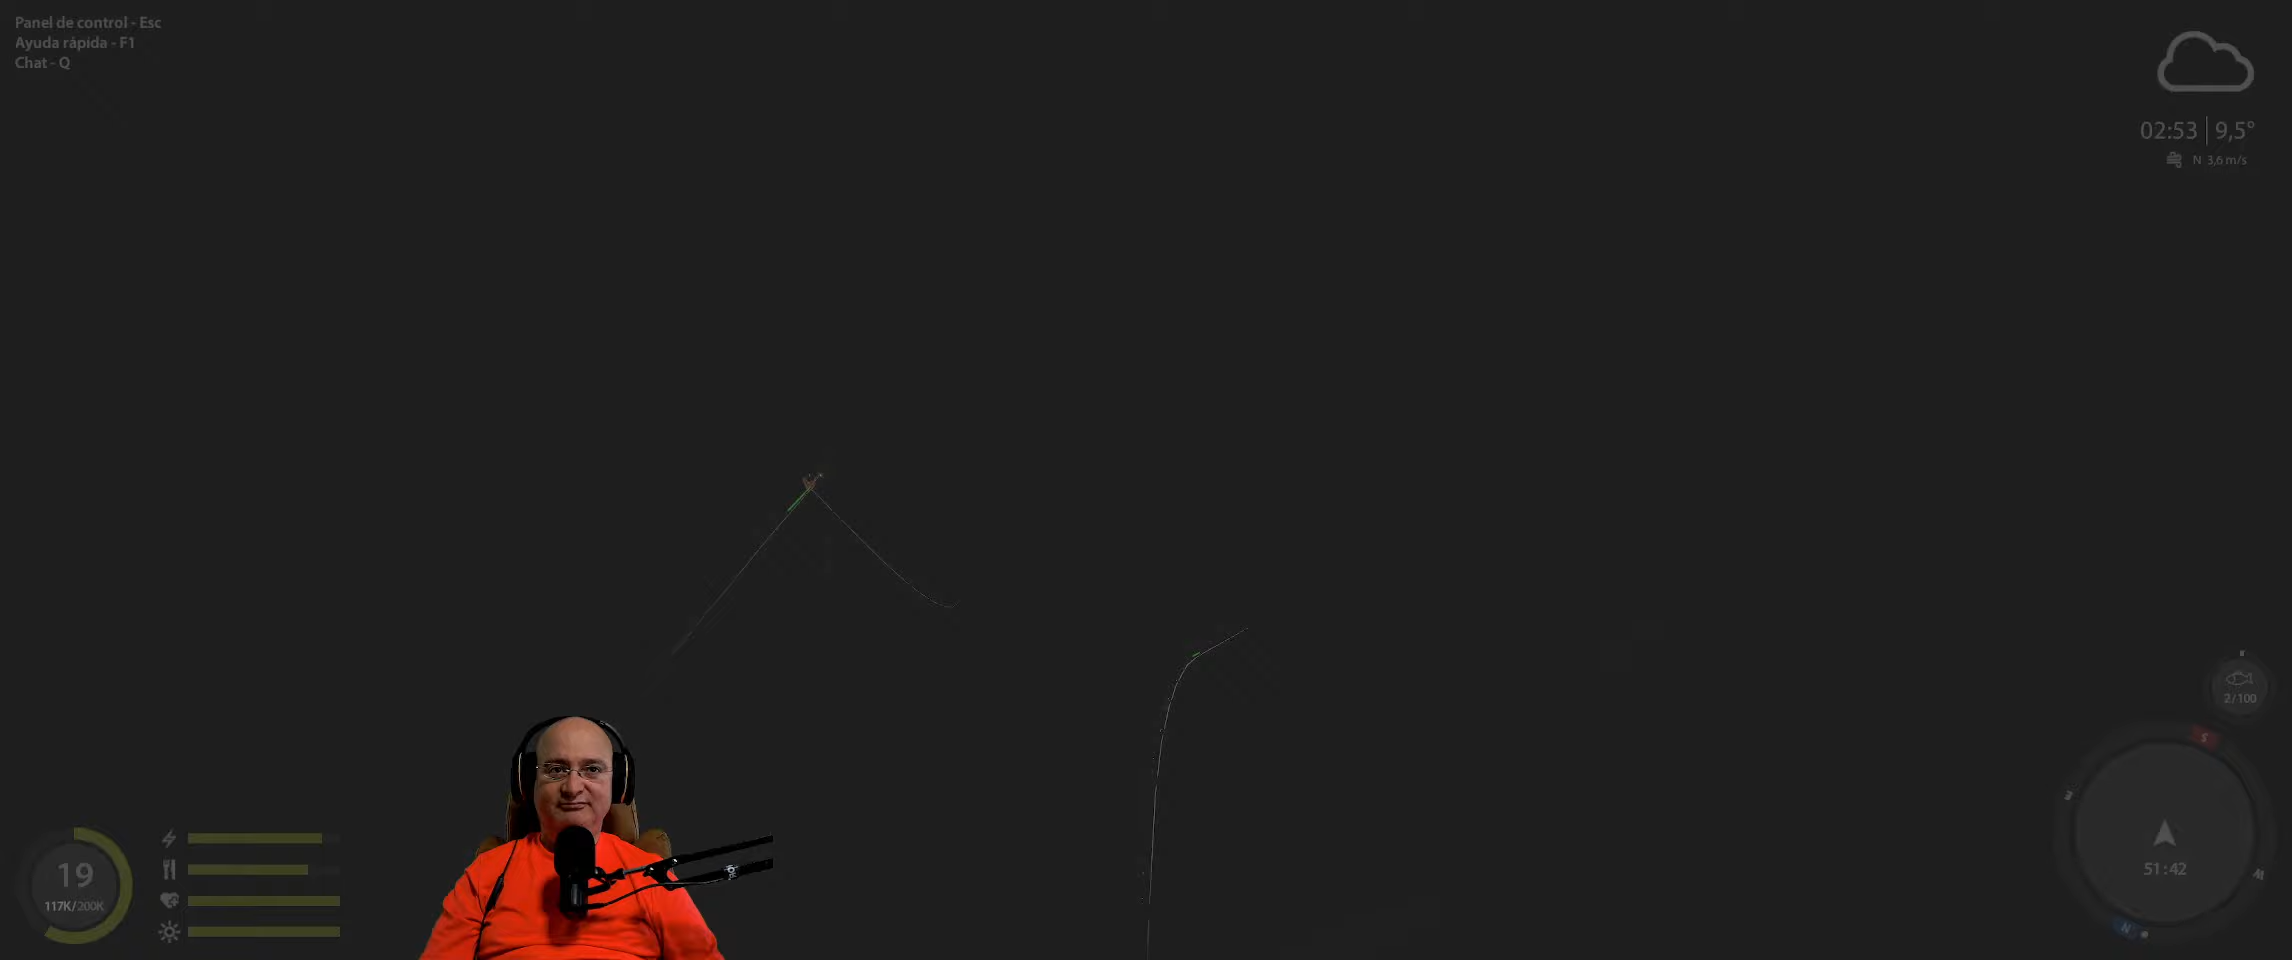 Panel de control - Esc
Ayuda rápida - F1
Chat - Q
02:53 | 9,5°
N 3,6 m/s
2/100
S
W
51:42
N
19
117K/200K